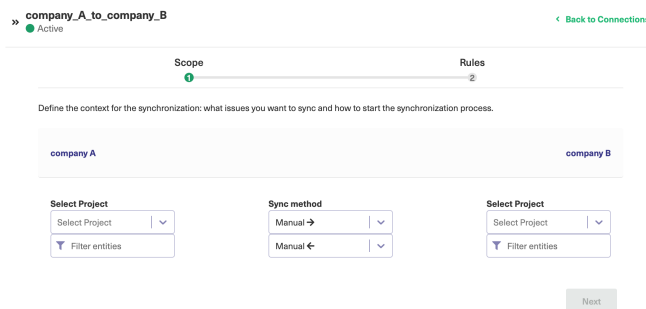 company_A_to_company_B
Active
Back to Connections
Scope
Rules
1
2
Define the context for the synchronization: what issues you want to sync and how to start the synchronization process.
company A
company B
Select Project
Sync method
Select Project
Select Project
Manual →
Select Project
Filter entities
Manual ←
Filter entities
Next